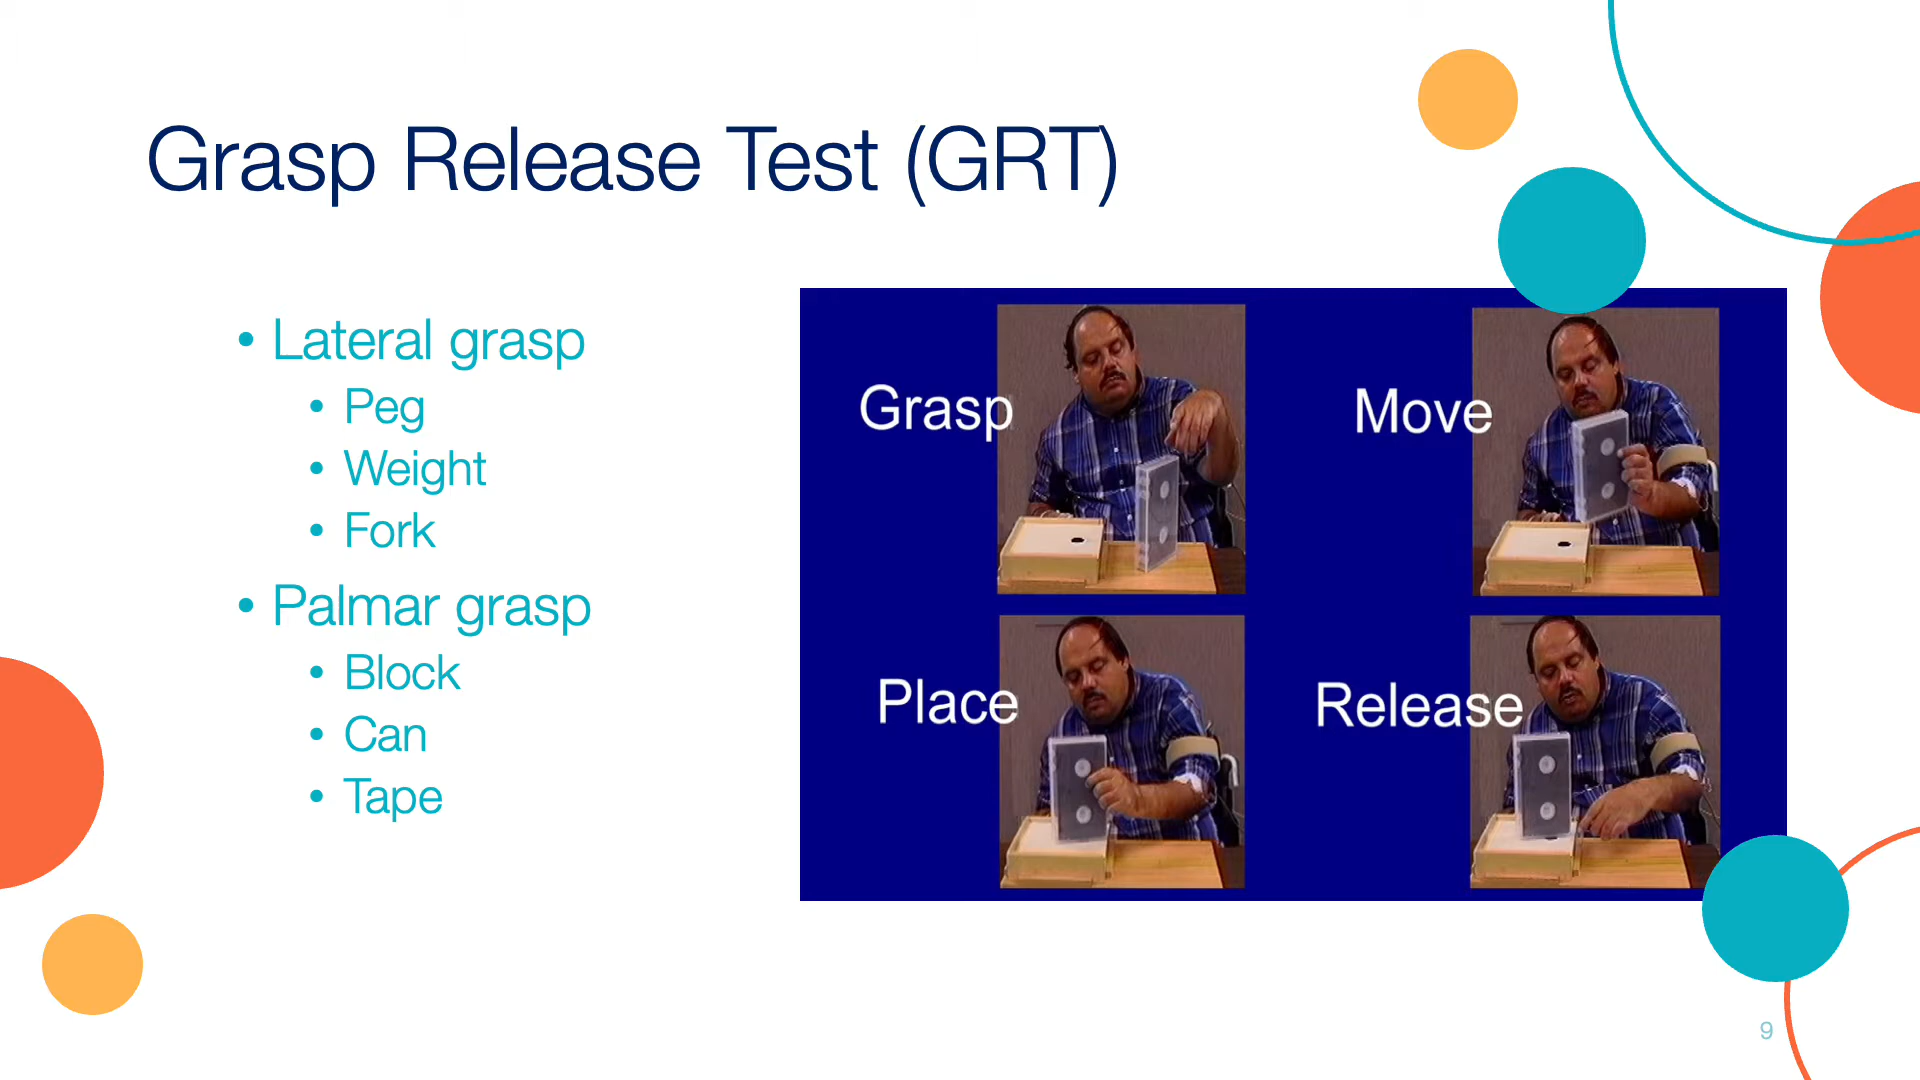 Grasp Release Test (GRT)
• Lateral grasp
• Peg
• Weight
• Fork
• Palmar grasp
• Block
• Can
• Tape
Grasp
Move
Place
Release
9